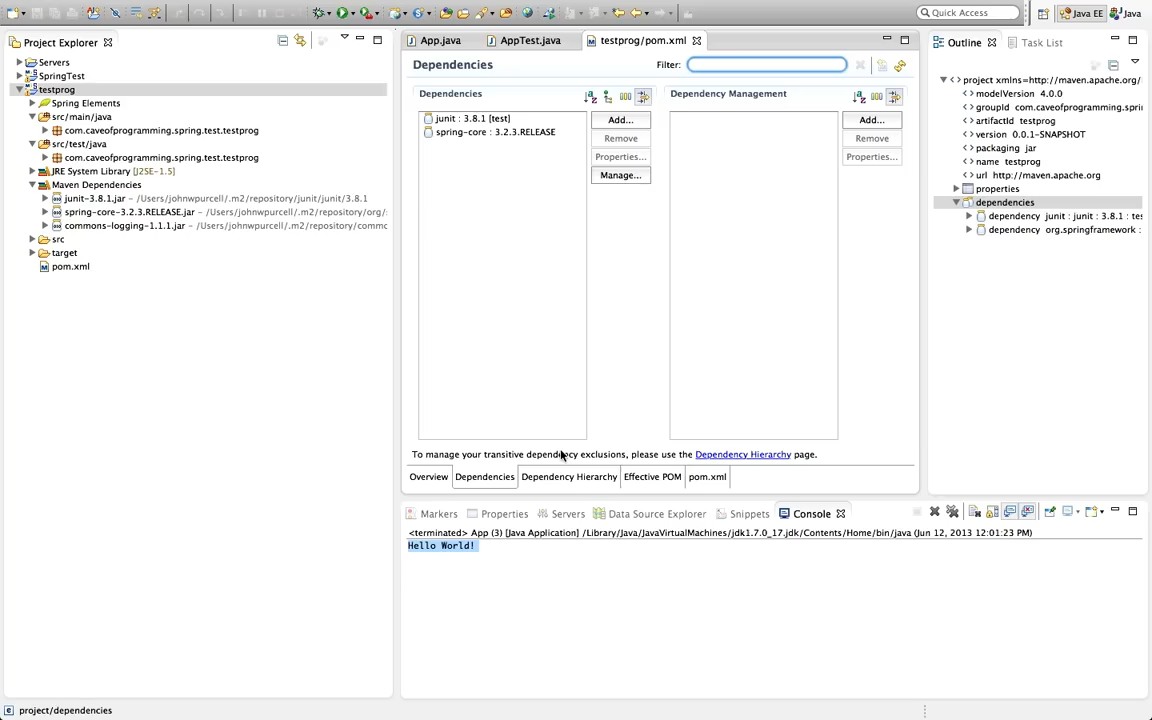 Quick Access
Java EE
Java
Project Explorer
Servers
SpringTest
testprog
Spring Elements
src/main/java
com.caveofprogramming.spring.test.testprog
src/test/java
com.caveofprogramming.spring.test.testprog
JRE System Library [J2SE-1.5]
Maven Dependencies
junit-3.8.1.jar - /Users/johnwpurcell/.m2/repository/junit/junit/3.8.1
spring-core-3.2.3.RELEASE.jar - /Users/johnwpurcell/.m2/repository/org/
commons-logging-1.1.1.jar - /Users/johnwpurcell/.m2/repository/commc
src
target
pom.xml
App.java
AppTest.java
testprog/pom.xml
Dependencies
Filter:
Dependencies
junit : 3.8.1 [test]
spring-core : 3.2.3.RELEASE
Add...
Remove
Properties...
Manage...
Dependency Management
Add...
Remove
Properties...
To manage your transitive dependency exclusions, please use the Dependency Hierarchy page.
Overview
Dependencies
Dependency Hierarchy
Effective POM
pom.xml
Outline
Task List
project xmlns=http://maven.apache.org/
modelVersion 4.0.0
groupId com.caveofprogramming.sprin
artifactId testprog
version 0.0.1-SNAPSHOT
packaging jar
name testprog
url http://maven.apache.org
properties
dependencies
dependency junit : junit : 3.8.1 : tes
dependency org.springframework :
Markers
Properties
Servers
Data Source Explorer
Snippets
Console
<terminated> App (3) [Java Application] /Library/Java/JavaVirtualMachines/jdk1.7.0_17.jdk/Contents/Home/bin/java (Jun 12, 2013 12:01:23 PM)
Hello World!
project/dependencies